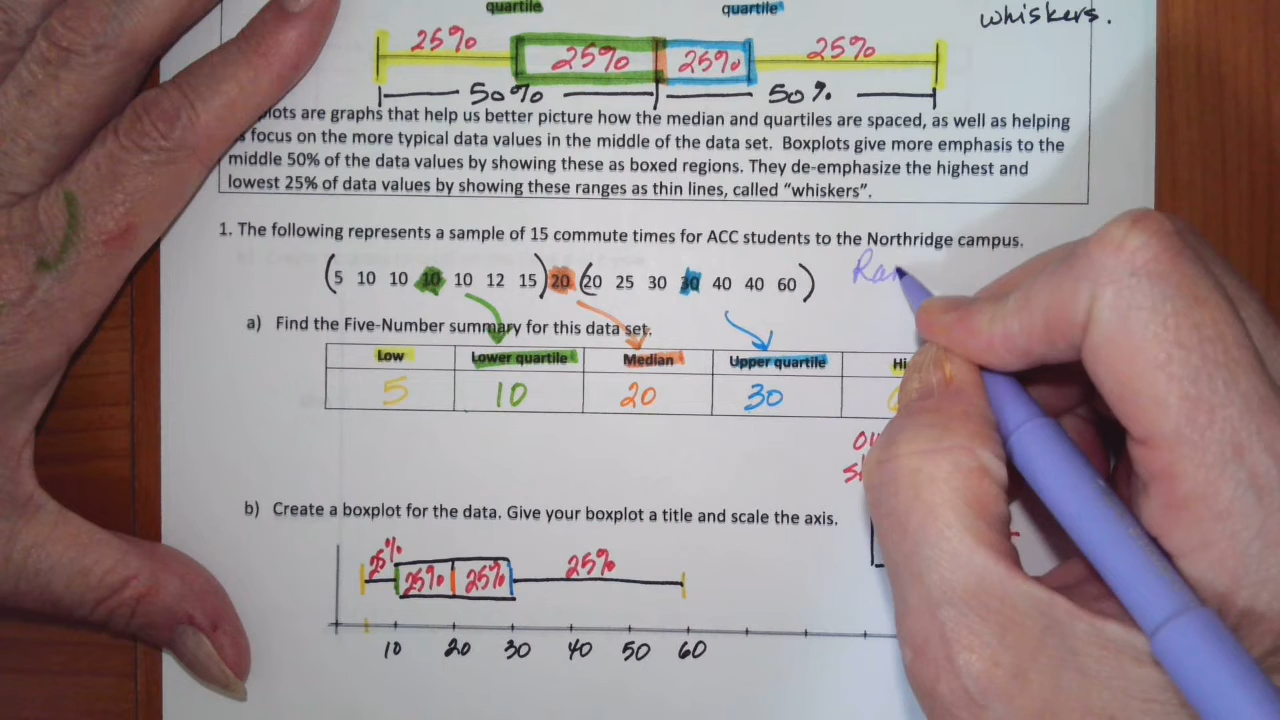 quartile quartile
whiskers.
25% 25% 25% 25%
50% 50%
lots are graphs that help us better picture how the median and quartiles are spaced, as well as helping
focus on the more typical data values in the middle of the data set. Boxplots give more emphasis to the
middle 50% of the data values by showing these as boxed regions. They de-emphasize the highest and
lowest 25% of data values by showing these ranges as thin lines, called “whiskers”.
1. The following represents a sample of 15 commute times for ACC students to the Northridge campus.
(5 10 10 10 10 12 15) 20 (20 25 30 30 40 40 60)
Ran
a) Find the Five-Number summary for this data set.
Low Lower quartile Median Upper quartile Hi
5 10 20 30
b) Create a boxplot for the data. Give your boxplot a title and scale the axis.
25% 25% 25% 25%
10 20 30 40 50 60